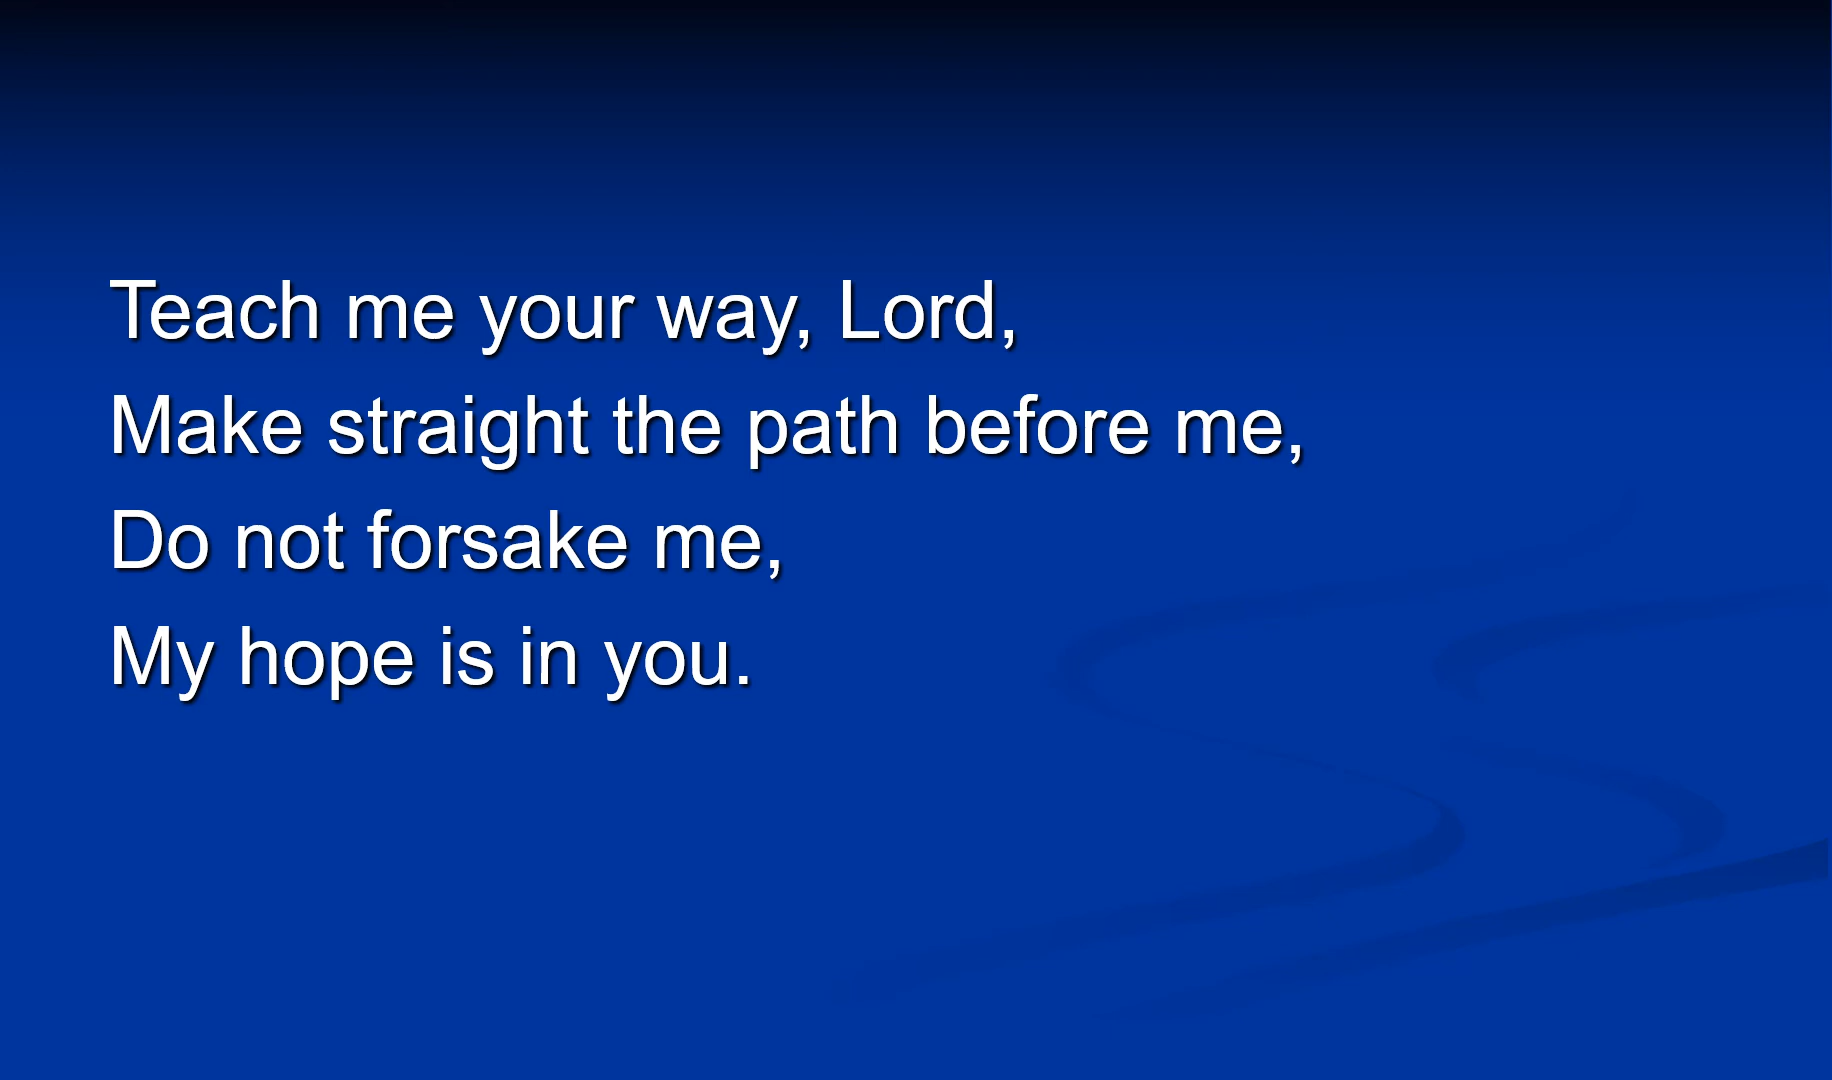 Teach me your way, Lord,
Make straight the path before me,
Do not forsake me,
My hope is in you.